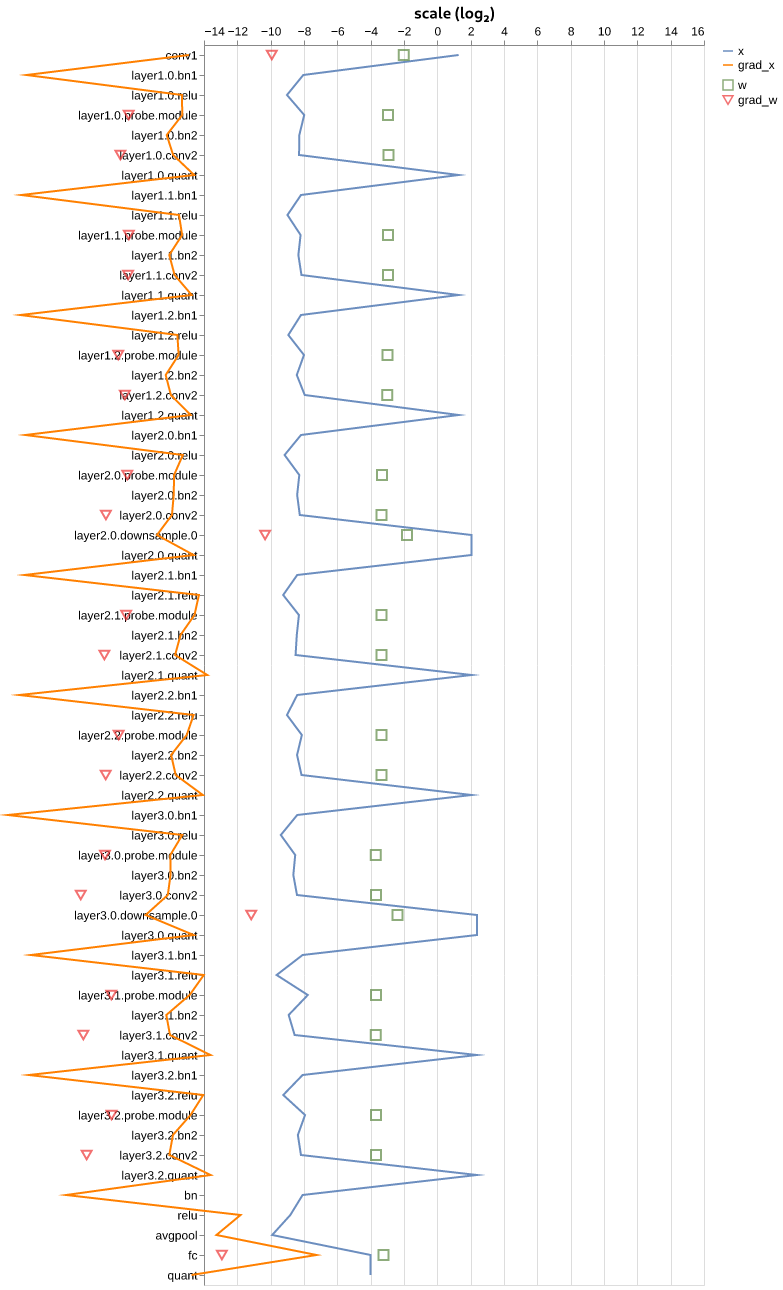 scale (log₂)
−14 −12 −10 −8 −6 −4 −2 0 2 4 6 8 10 12 14 16
x
grad_x
w
grad_w
conv1
layer1.0.bn1
layer1.0.relu
layer1.0.probe.module
layer1.0.bn2
layer1.0.conv2
layer1.0.quant
layer1.1.bn1
layer1.1.relu
layer1.1.probe.module
layer1.1.bn2
layer1.1.conv2
layer1.1.quant
layer1.2.bn1
layer1.2.relu
layer1.2.probe.module
layer1.2.bn2
layer1.2.conv2
layer1.2.quant
layer2.0.bn1
layer2.0.relu
layer2.0.probe.module
layer2.0.bn2
layer2.0.conv2
layer2.0.downsample.0
layer2.0.quant
layer2.1.bn1
layer2.1.relu
layer2.1.probe.module
layer2.1.bn2
layer2.1.conv2
layer2.1.quant
layer2.2.bn1
layer2.2.relu
layer2.2.probe.module
layer2.2.bn2
layer2.2.conv2
layer2.2.quant
layer3.0.bn1
layer3.0.relu
layer3.0.probe.module
layer3.0.bn2
layer3.0.conv2
layer3.0.downsample.0
layer3.0.quant
layer3.1.bn1
layer3.1.relu
layer3.1.probe.module
layer3.1.bn2
layer3.1.conv2
layer3.1.quant
layer3.2.bn1
layer3.2.relu
layer3.2.probe.module
layer3.2.bn2
layer3.2.conv2
layer3.2.quant
bn
relu
avgpool
fc
quant